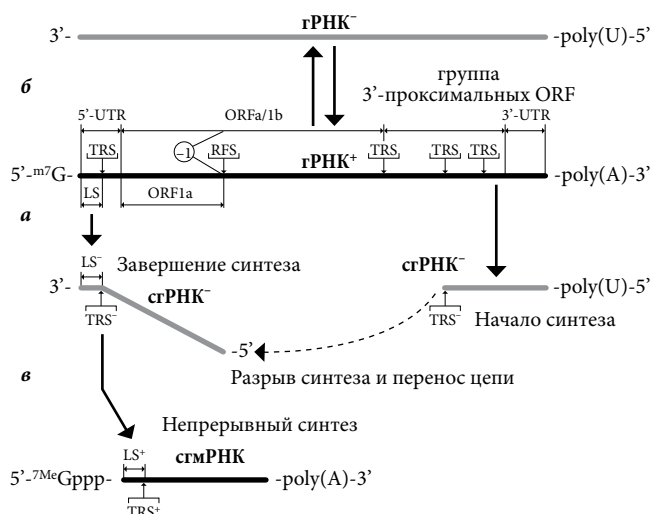 гРНК⁻
3’- -poly(U)-5’
б
группа
3’-проксимальных ORF
5’-UTR ORFa/1b 3’-UTR
TRS –1 RFS TRS TRS TRS
гРНК⁺
5’-ᵐ⁷G- -poly(A)-3’
LS ORF1a
а
LS⁻ Завершение синтеза сгРНК⁻
3’- сгРНК⁻ -poly(U)-5’
TRS⁻ TRS⁻ Начало синтеза
-5’
в Разрыв синтеза и перенос цепи
Непрерывный синтез
LS⁺ сгмРНК
5’-⁷ᴹᵉGppp- -poly(A)-3’
TRS⁺